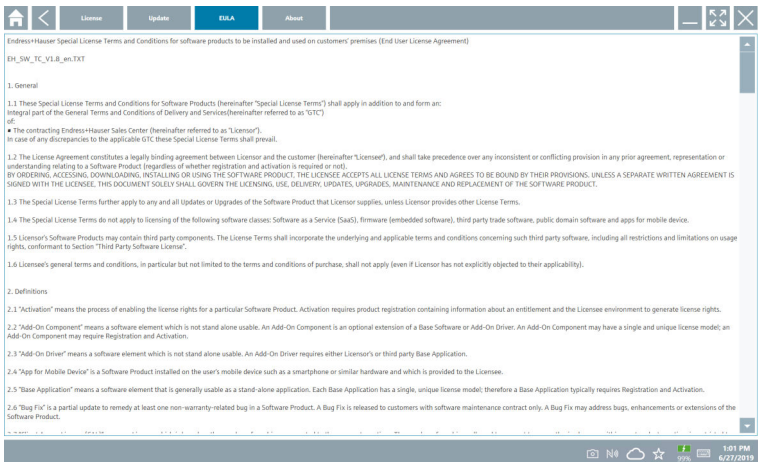 License
Update
EULA
About
Endress+Hauser Special License Terms and Conditions for software products to be installed and used on customers' premises (End User License Agreement)
EH_SW_TC_V1.8_en.TXT
1. General
1.1 These Special License Terms and Conditions for Software Products (hereinafter "Special License Terms") shall apply in addition to and form an:
Integral part of the General Terms and Conditions of Delivery and Services(hereinafter referred to as "GTC")
of:
▪ The contracting Endress+Hauser Sales Center (hereinafter referred to as "Licensor").
In case of any discrepancies to the applicable GTC these Special License Terms shall prevail.
1.2 The License Agreement constitutes a legally binding agreement between Licensor and the customer (hereinafter "Licensee"), and shall take precedence over any inconsistent or conflicting provision in any prior agreement, representation or
understanding relating to a Software Product (regardless of whether registration and activation is required or not).
BY ORDERING, ACCESSING, DOWNLOADING, INSTALLING OR USING THE SOFTWARE PRODUCT, THE LICENSEE ACCEPTS ALL LICENSE TERMS AND AGREES TO BE BOUND BY THEIR PROVISIONS. UNLESS A SEPARATE WRITTEN AGREEMENT IS
SIGNED WITH THE LICENSEE, THIS DOCUMENT SOLELY SHALL GOVERN THE LICENSING, USE, DELIVERY, UPDATES, UPGRADES, MAINTENANCE AND REPLACEMENT OF THE SOFTWARE PRODUCT.
1.3 The Special License Terms further apply to any and all Updates or Upgrades of the Software Product that Licensor supplies, unless Licensor provides other License Terms.
1.4 The Special License Terms do not apply to licensing of the following software classes: Software as a Service (SaaS), firmware (embedded software), third party trade software, public domain software and apps for mobile device.
1.5 Licensor's Software Products may contain third party components. The License Terms shall incorporate the underlying and applicable terms and conditions concerning such third party software, including all restrictions and limitations on usage
rights, conformant to Section "Third Party Software License".
1.6 Licensee's general terms and conditions, in particular but not limited to the terms and conditions of purchase, shall not apply (even if Licensor has not explicitly objected to their applicability).
2. Definitions
2.1 "Activation" means the process of enabling the license rights for a particular Software Product. Activation requires product registration containing information about an entitlement and the Licensee environment to generate license rights.
2.2 "Add-On Component" means a software element which is not stand alone usable. An Add-On Component is an optional extension of a Base Software or Add-On Driver. An Add-On Component may have a single and unique license model; an
Add-On Component may require Registration and Activation.
2.3 "Add-On Driver" means a software element which is not stand alone usable. An Add-On Driver requires either Licensor's or third party Base Application.
2.4 "App for Mobile Device" is a Software Product installed on the user's mobile device such as a smartphone or similar hardware and which is provided to the Licensee.
2.5 "Base Application" means a software element that is generally usable as a stand-alone application. Each Base Application has a single, unique license model; therefore a Base Application typically requires Registration and Activation.
2.6 "Bug Fix" is a partial update to remedy at least one non-warranty-related bug in a Software Product. A Bug Fix is released to customers with software maintenance contract only. A Bug Fix may address bugs, enhancements or extensions of the
Software Product.
99%
1:01 PM
6/27/2019